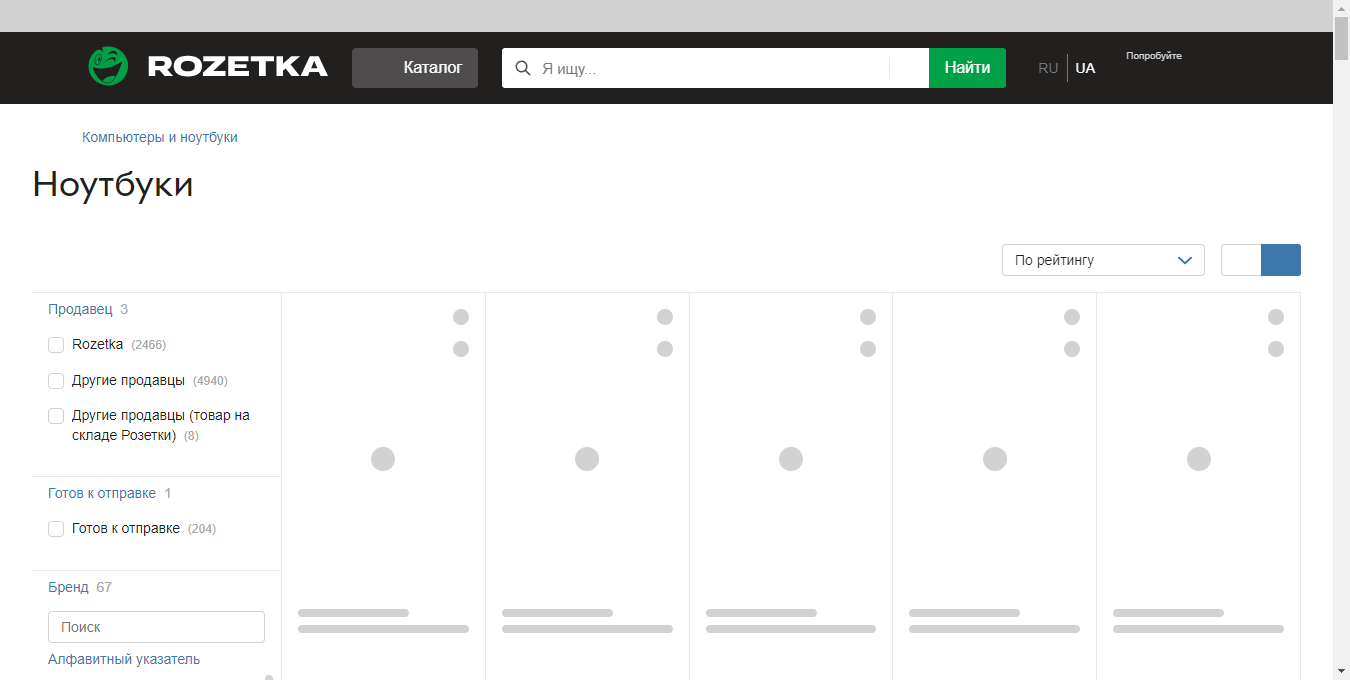 ROZETKA
Каталог
Я ищу...
Найти
RU
UA
Попробуйте
Компьютеры и ноутбуки
Ноутбуки
По рейтингу
Продавец 3
Rozetka (2466)
Другие продавцы (4940)
Другие продавцы (товар на
складе Розетки) (8)
Готов к отправке 1
Готов к отправке (204)
Бренд 67
Поиск
Алфавитный указатель